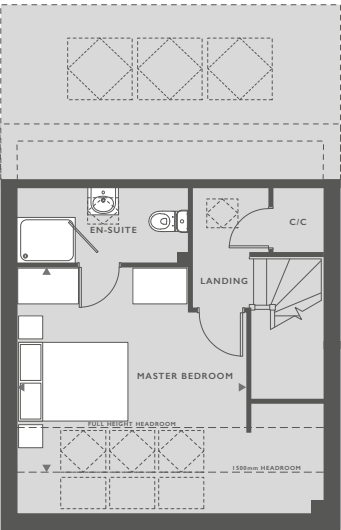 EN-SUITE
C/C
LANDING
MASTER BEDROOM
FULL HEIGHT HEADROOM
1500mm HEADROOM